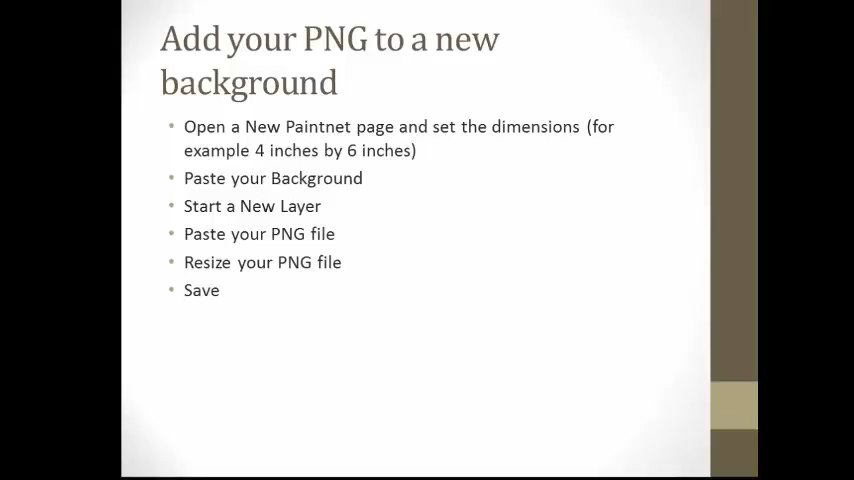 Add your PNG to a new
background
• Open a New Paintnet page and set the dimensions (for
example 4 inches by 6 inches)
• Paste your Background
• Start a New Layer
• Paste your PNG file
• Resize your PNG file
• Save